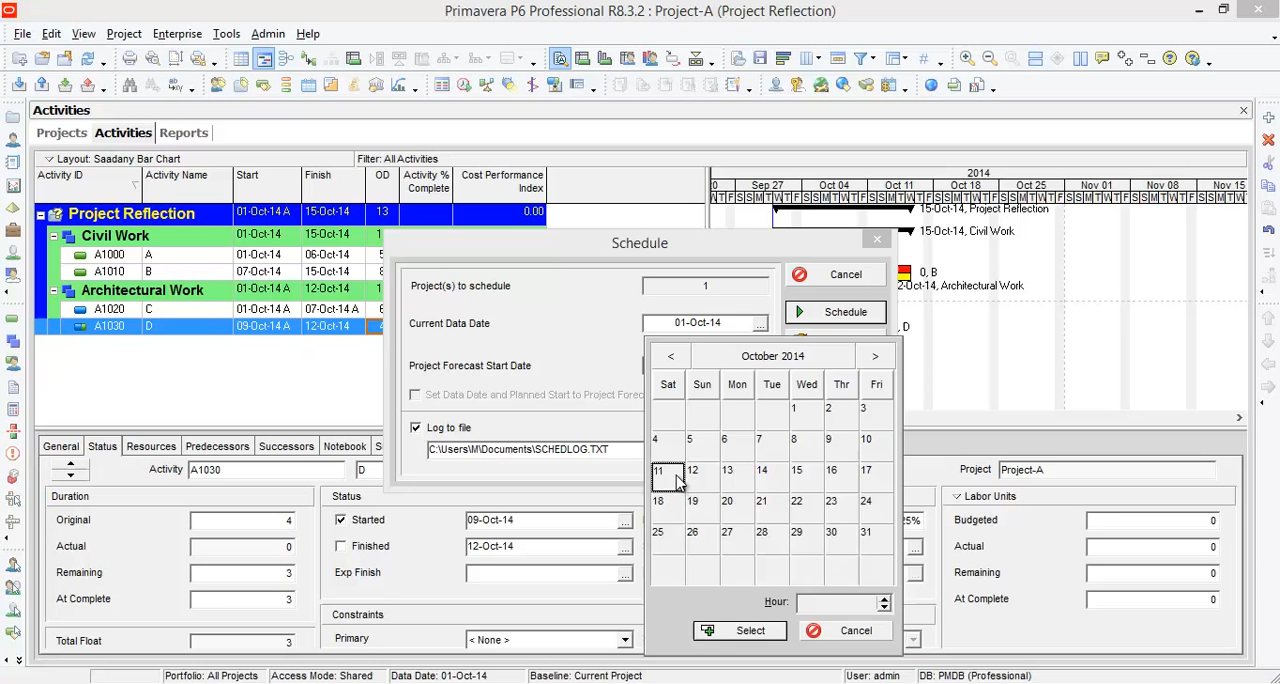 Primavera P6 Professional R8.3.2 : Project-A (Project Reflection)
File Edit View Project Enterprise Tools Admin Help
Activities
Projects Activities Reports
Layout: Saadany Bar Chart Filter: All Activities
Activity ID Activity Name Start Finish OD Activity % Complete Cost Performance Index
2014
0 Sep 27 Oct 04 Oct 11 Oct 18 Oct 25 Nov 01 Nov 08 Nov 15
Project Reflection 01-Oct-14 A 15-Oct-14 13 0.00
15-Oct-14, Project Reflection
Civil Work 01-Oct-14 15-Oct-14
15-Oct-14, Civil Work
A1000 A 01-Oct-14 06-Oct-14
A1010 B 07-Oct-14 15-Oct-14
0, B
Architectural Work 01-Oct-14 12-Oct-14
2-Oct-14, Architectural Work
A1020 C 01-Oct-14 A 07-Oct-14 A
A1030 D 09-Oct-14 A 12-Oct-14
, D
Schedule
Project(s) to schedule 1
Cancel
Current Data Date 01-Oct-14 ...
Schedule
Project Forecast Start Date
Set Data Date and Planned Start to Project Forec
Log to file
C:\Users\M\Documents\SCHEDLOG.TXT
< October 2014 >
Sat Sun Mon Tue Wed Thr Fri
1 2 3
4 5 6 7 8 9 10
11 12 13 14 15 16 17
18 19 20 21 22 23 24
25 26 27 28 29 30 31
Hour:
Select Cancel
General Status Resources Predecessors Successors Notebook S
Activity A1030 D Project Project-A
Duration
Original 4
Actual 0
Remaining 3
At Complete 3
Total Float 3
Status
Started 09-Oct-14 ...
Finished 12-Oct-14 ...
Exp Finish ...
Constraints
Primary < None >
25%
Labor Units
Budgeted 0
Actual 0
Remaining 0
At Complete 0
Portfolio: All Projects Access Mode: Shared Data Date: 01-Oct-14 Baseline: Current Project User: admin DB: PMDB (Professional)